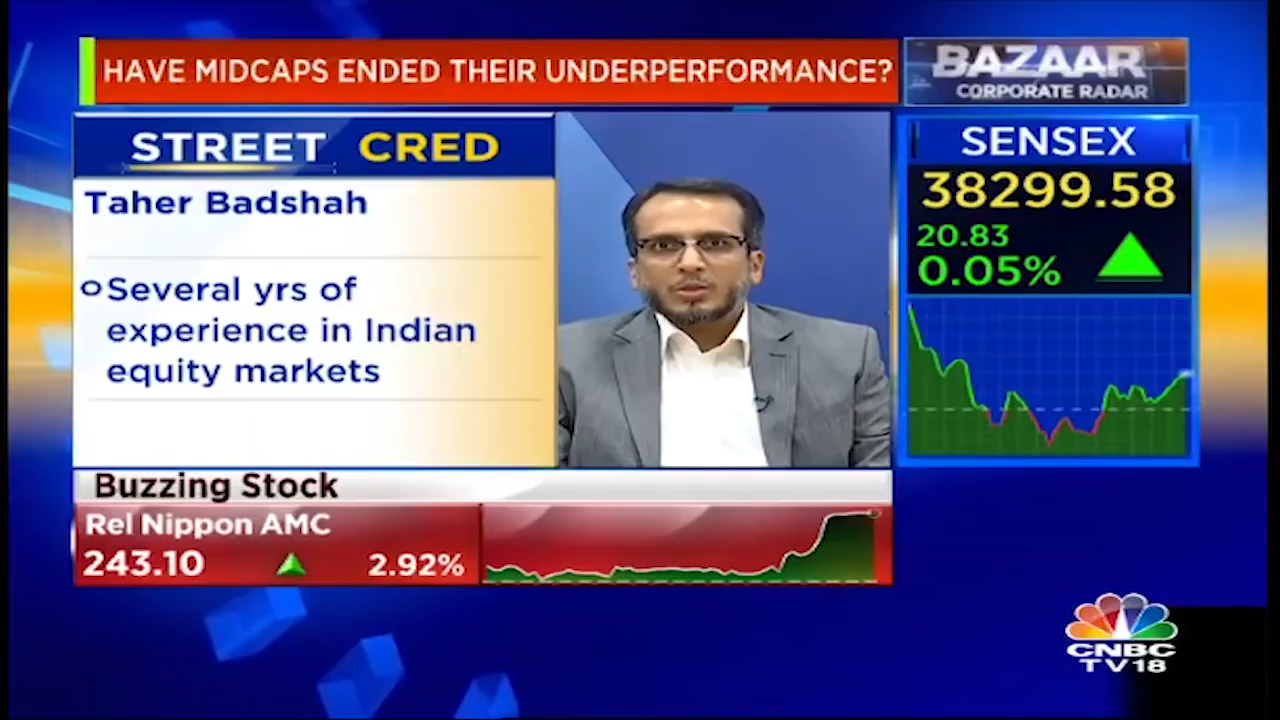 HAVE MIDCAPS ENDED THEIR UNDERPERFORMANCE?
BAZAAR
CORPORATE RADAR
STREET CRED
Taher Badshah
Several yrs of
experience in Indian
equity markets
SENSEX
38299.58
20.83
0.05%
Buzzing Stock
Rel Nippon AMC
243.10 2.92%
CNBC
TV18